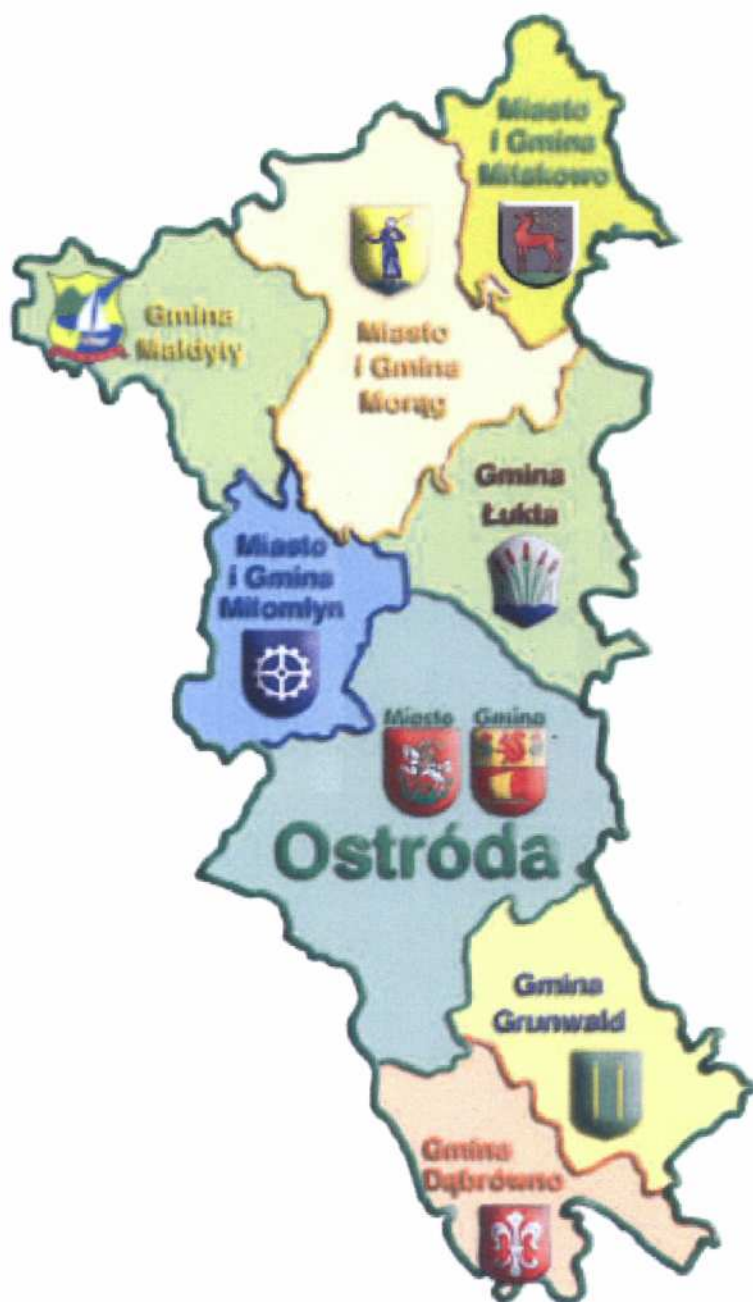 Miasto
i Gmina
Miłakowo
Gmina
Małdyty
Miasto
i Gmina
Morąg
Gmina
Łukta
Miasto
i Gmina
Miłomłyn
Miasto Gmina
Ostróda
Gmina
Grunwald
Gmina
Dąbrówno